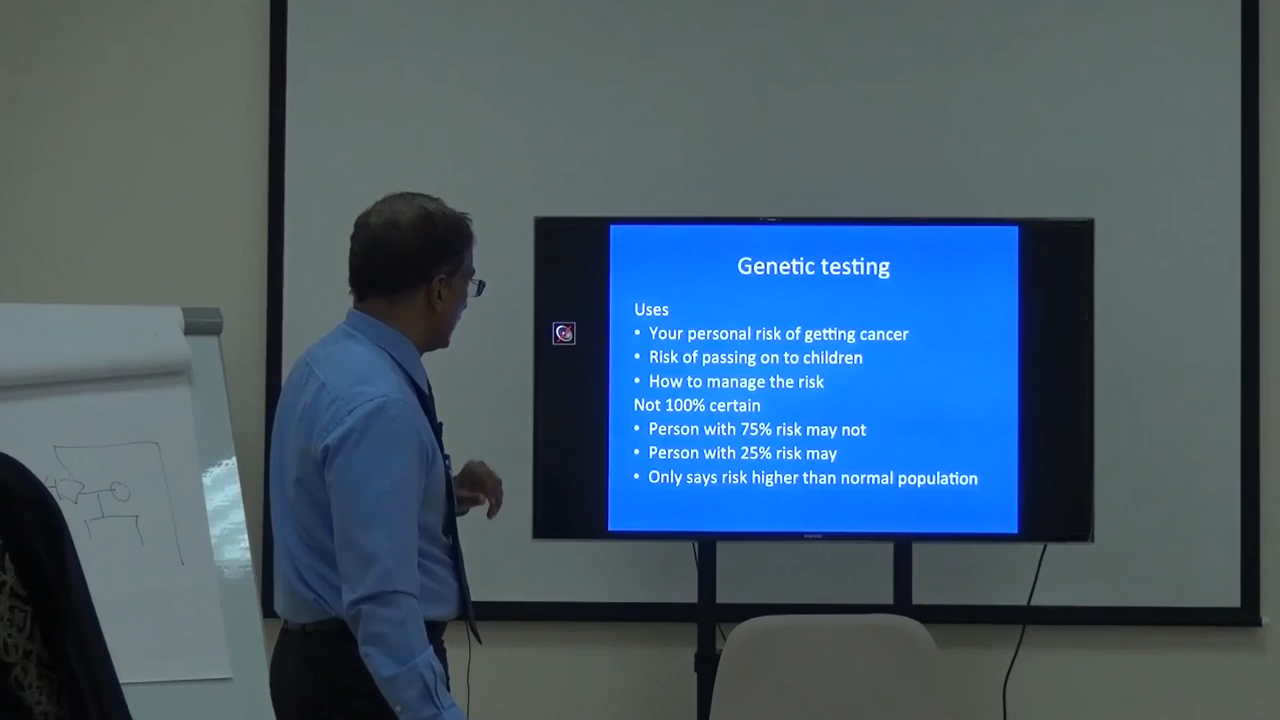 Genetic testing
Uses
• Your personal risk of getting cancer
• Risk of passing on to children
• How to manage the risk
Not 100% certain
• Person with 75% risk may not
• Person with 25% risk may
• Only says risk higher than normal population